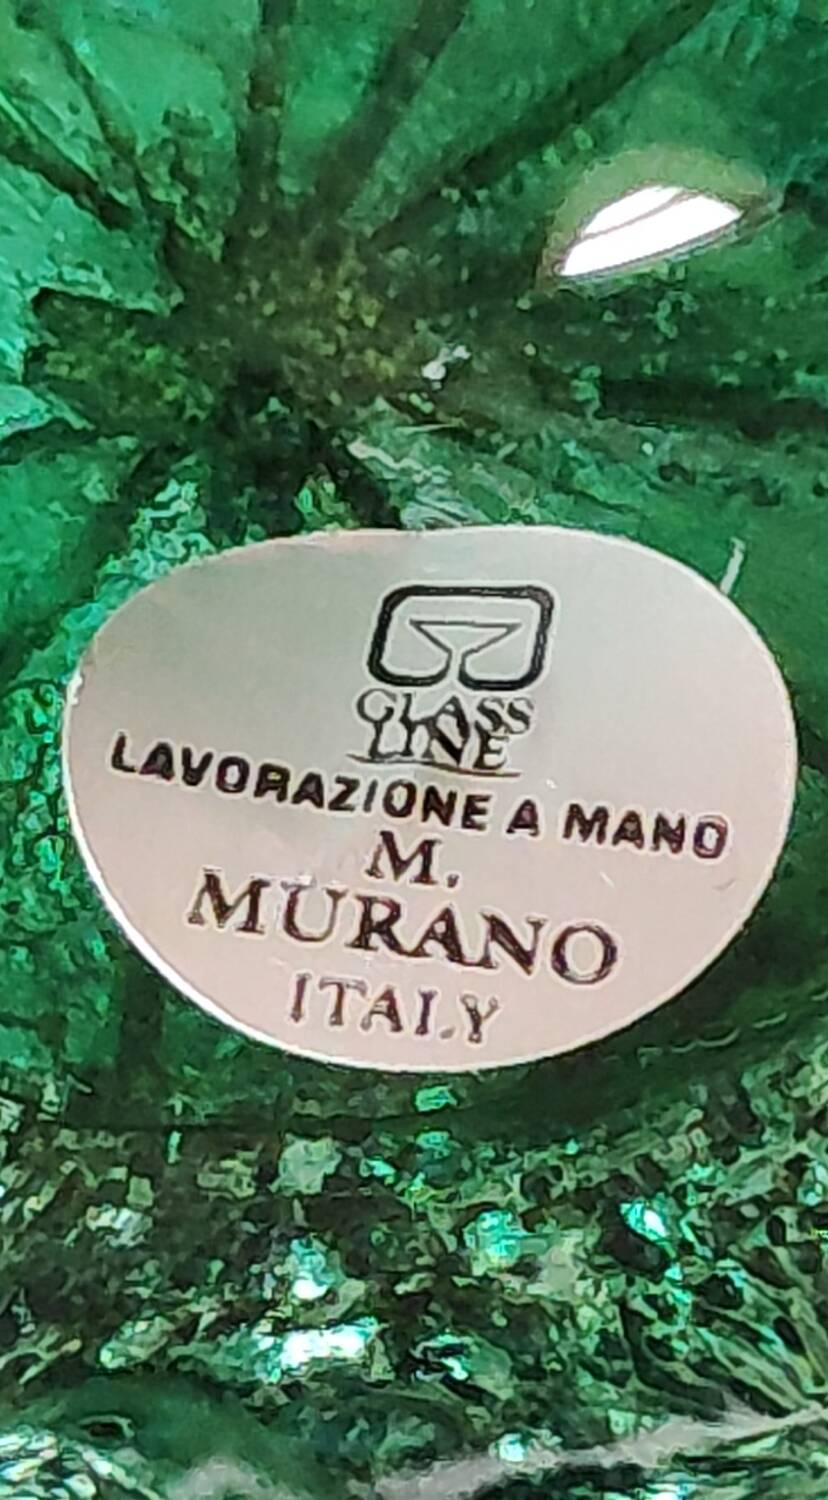 GLASS
LINE
LAVORAZIONE A MANO
M.
MURANO
ITALY